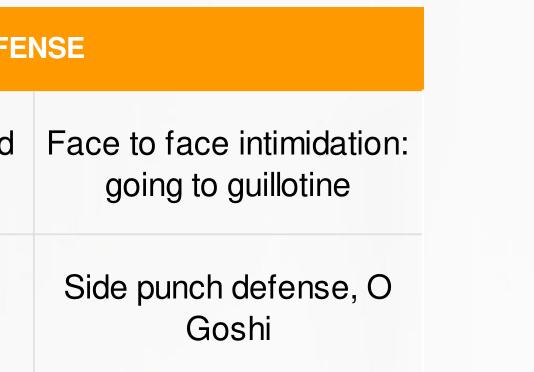 FENSE
d
Face to face intimidation:
going to guillotine
Side punch defense, O
Goshi